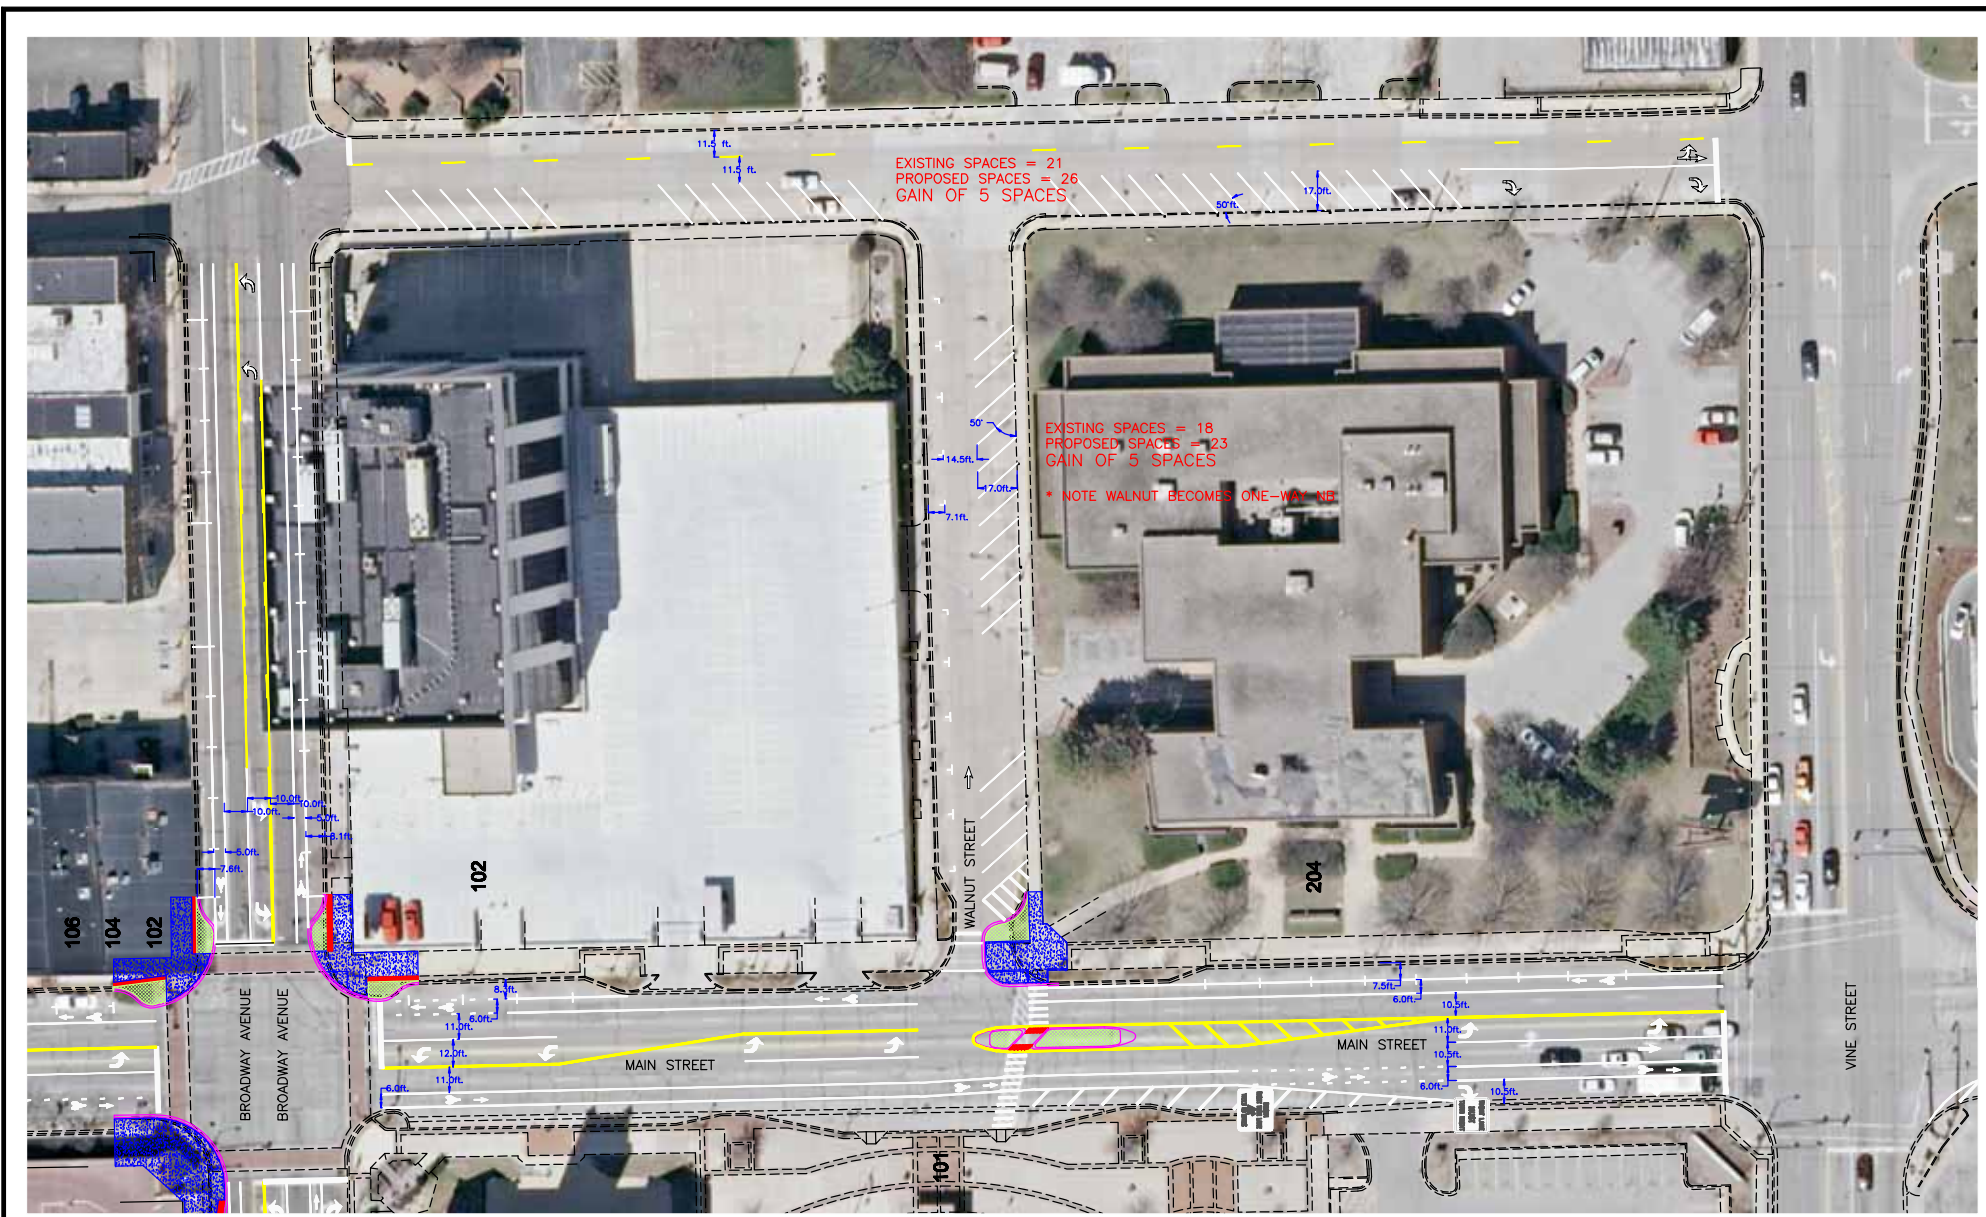 11.5 ft.
11.5 ft.
EXISTING SPACES = 21
PROPOSED SPACES = 26
GAIN OF 5 SPACES
17.0ft.
50°ft.
50°
EXISTING SPACES = 18
PROPOSED SPACES = 23
GAIN OF 5 SPACES
* NOTE WALNUT BECOMES ONE-WAY NB
14.5ft.
17.0ft.
7.1ft.
10.0ft.
10.0ft.
10.0ft.
5.0ft.
8.1ft.
5.0ft.
7.6ft.
106
104
102
102
WALNUT STREET
204
BROADWAY AVENUE
BROADWAY AVENUE
6.0ft.
11.0ft.
12.0ft.
11.0ft.
6.0ft.
MAIN STREET
7.5ft.
6.0ft.
10.5ft.
11.0ft.
10.5ft.
6.0ft.
10.5ft.
MAIN STREET
VINE STREET
101